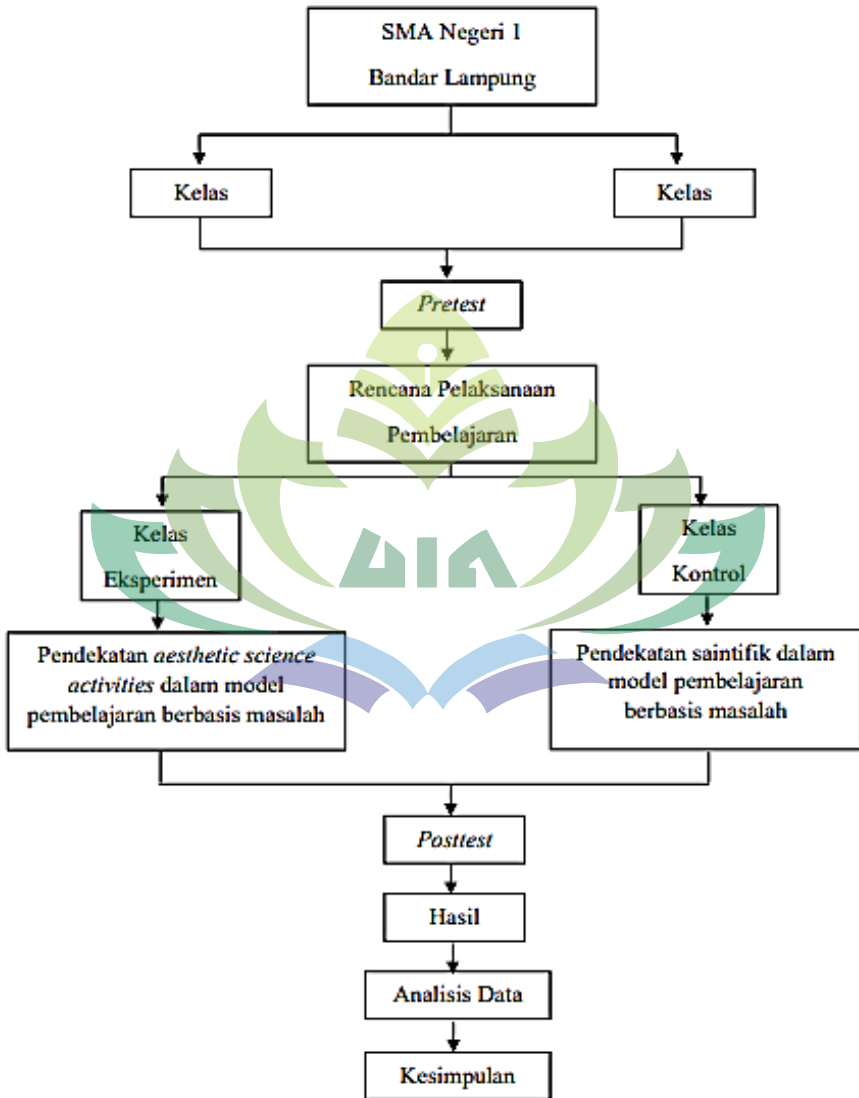 SMA Negeri 1
Bandar Lampung
Kelas
Kelas
Pretest
Rencana Pelaksanaan
Pembelajaran
Kelas
Eksperimen
Kelas
Kontrol
Pendekatan aesthetic science
activities dalam model
pembelajaran berbasis masalah
Pendekatan saintifik dalam
model pembelajaran
berbasis masalah
Posttest
Hasil
Analisis Data
Kesimpulan